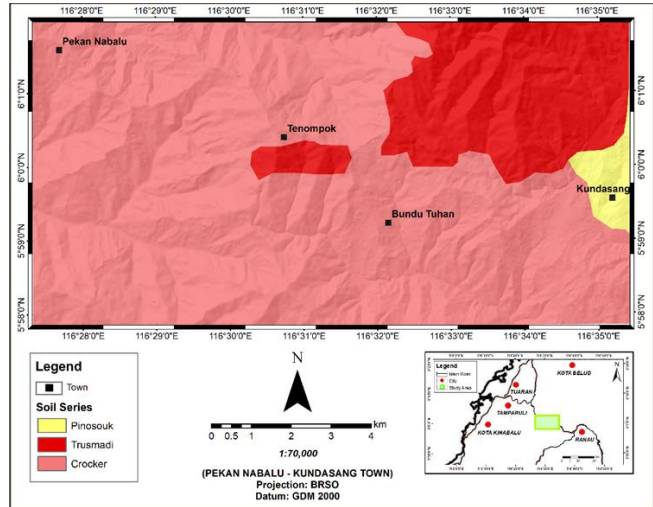 116°28'0"E 116°29'0"E 116°30'0"E 116°31'0"E 116°32'0"E 116°33'0"E 116°34'0"E 116°35'0"E
Pekan Nabalu
6°1'0"N 6°1'0"N
Tenompok
6°0'0"N 6°0'0"N
Kundasang
Bundu Tuhan
5°59'0"N 5°59'0"N
5°58'0"N 5°58'0"N
116°28'0"E 116°29'0"E 116°30'0"E 116°31'0"E 116°32'0"E 116°33'0"E 116°34'0"E 116°35'0"E
Legend
Town
Soil Series
Pinosouk
Trusmadi
Crocker
N
km
0 0.5 1 2 3 4
1:70,000
(PEKAN NABALU - KUNDASANG TOWN)
Projection: BRSO
Datum: GDM 2000
Legend
Main Road
City
Study Area
N
KOTA BELUD
TUARAN
TAMPARULI
KOTA KINABALU
RANAU